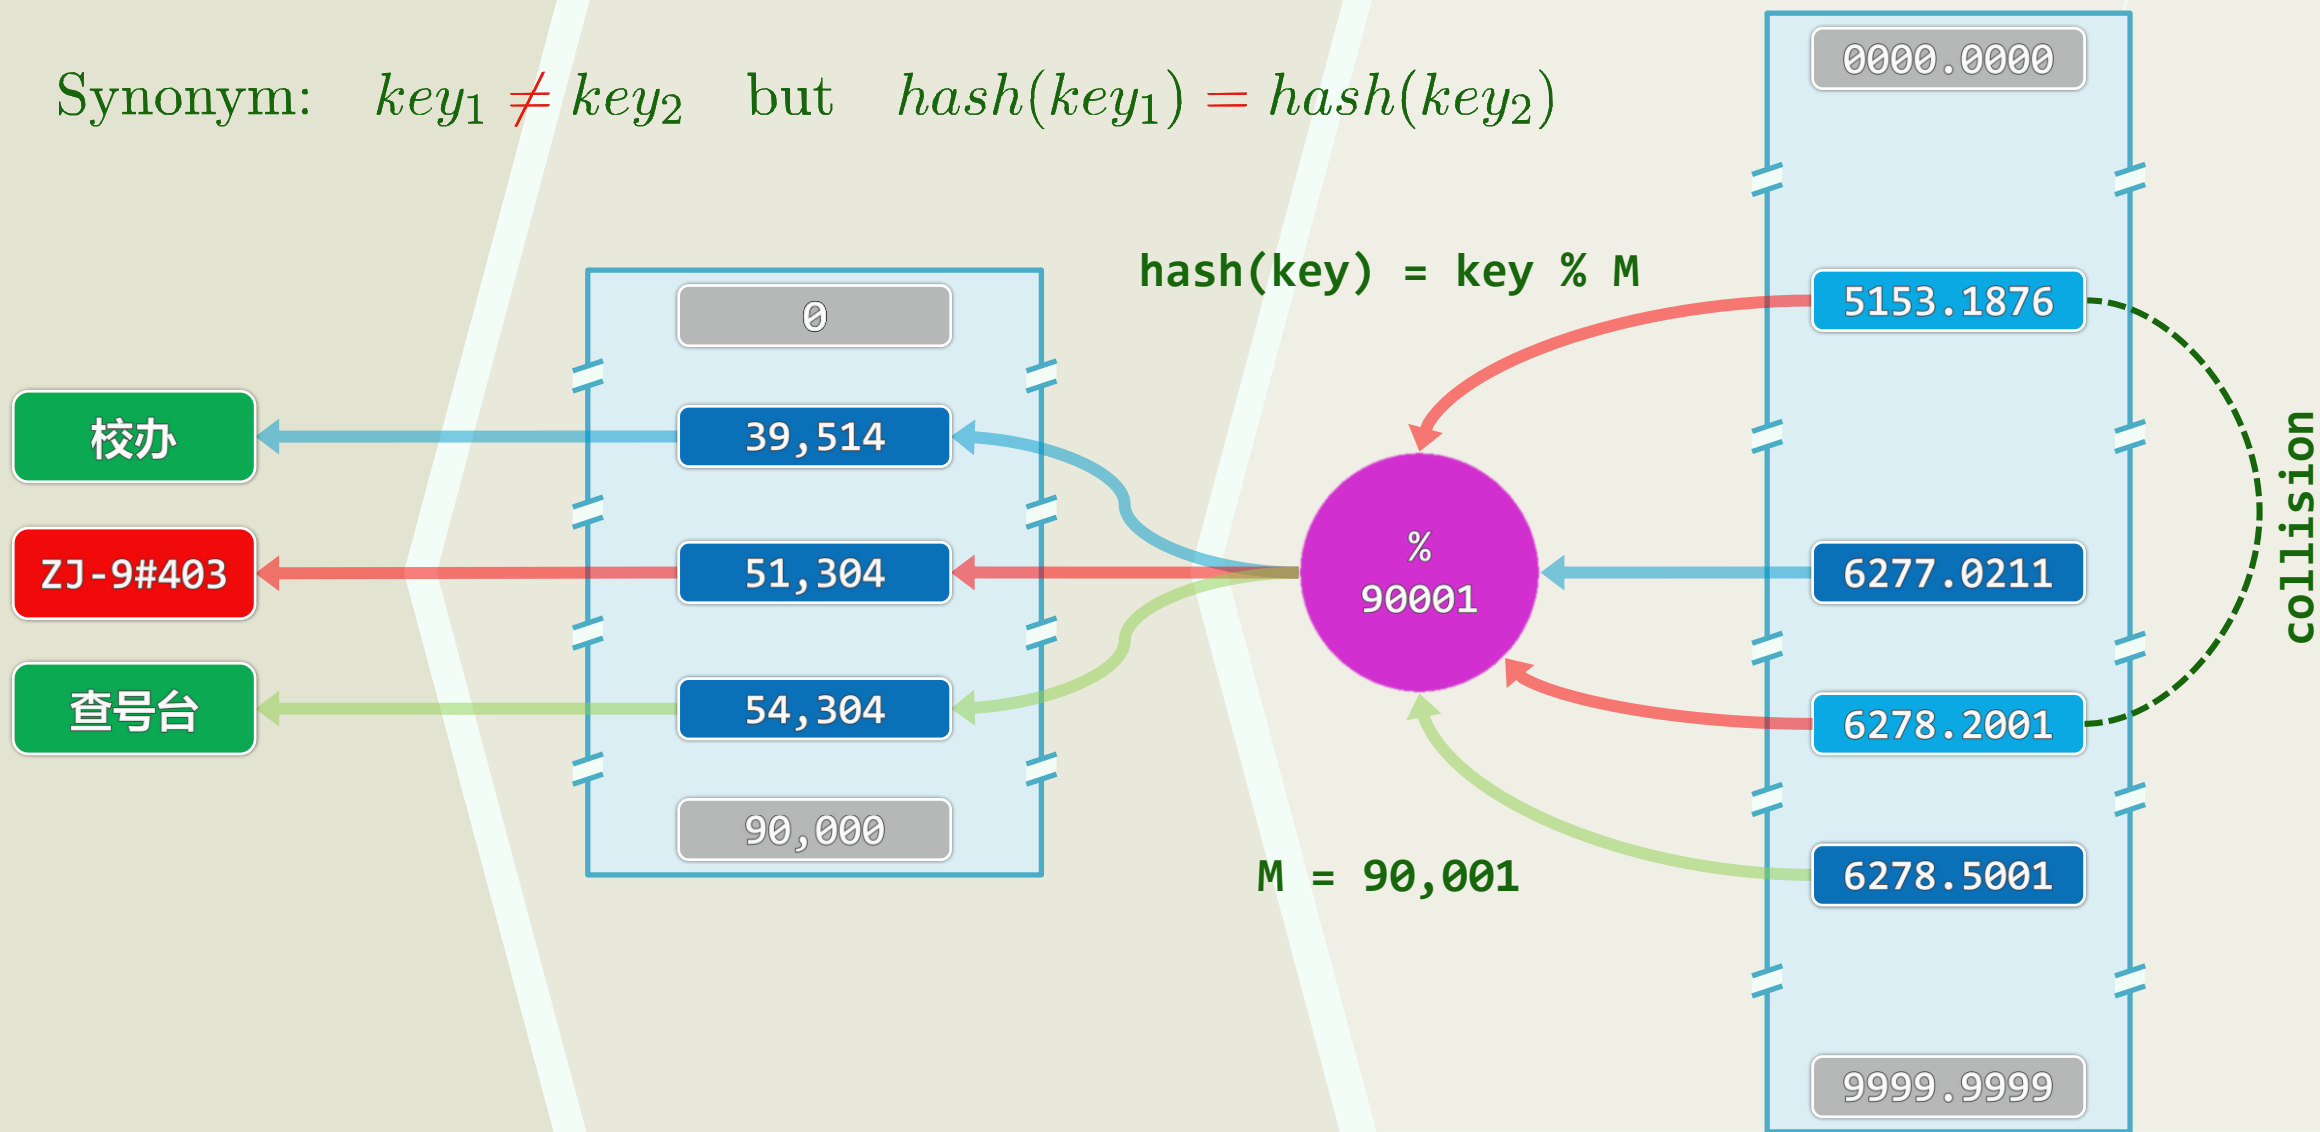 Synonym: key₁ ≠ key₂ but hash(key₁) = hash(key₂)
hash(key) = key % M
校办
ZJ-9#403
查号台
0
39,514
51,304
54,304
90,000
%
90001
M = 90,001
0000.0000
5153.1876
6277.0211
6278.2001
6278.5001
9999.9999
collision